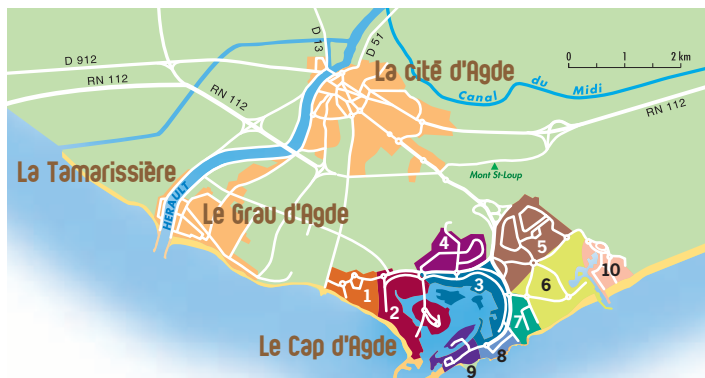 D 13
D 51
D 912
RN 112
La cité d'Agde
0 1 2 km
Canal du Midi
RN 112
RN 112
La Tamarissière
Mont St-Loup
HERAULT
Le Grau d'Agde
4
5
10
1
2
3
6
7
Le Cap d'Agde
8
9